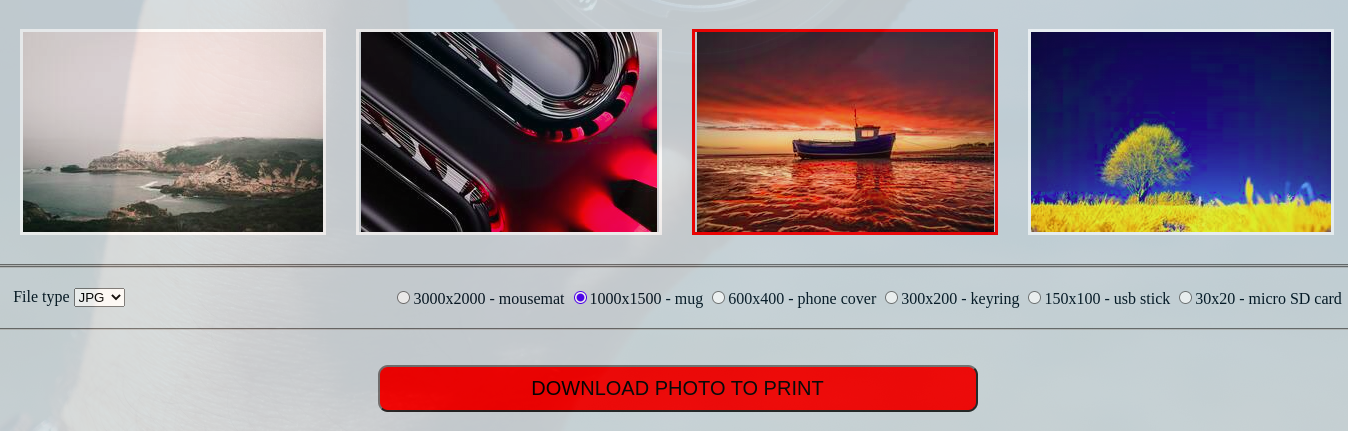 File type JPG
3000x2000 - mousemat 1000x1500 - mug 600x400 - phone cover 300x200 - keyring 150x100 - usb stick 30x20 - micro SD card
DOWNLOAD PHOTO TO PRINT